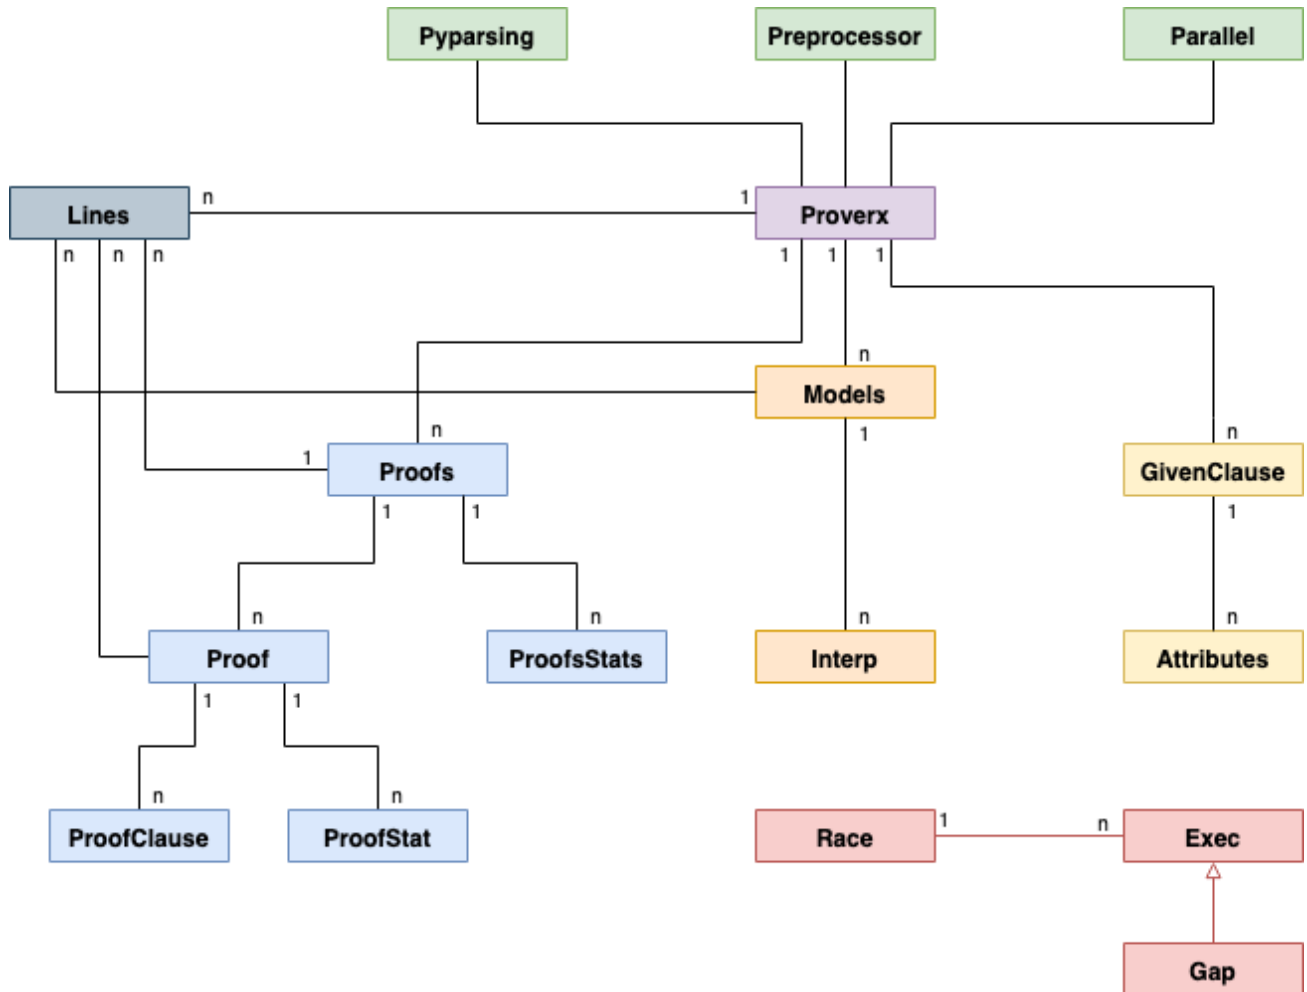 Pyparsing
Preprocessor
Parallel
n
1
Lines
Proverx
n
n
n
1
1
1
n
Models
1
n
n
1
Proofs
GivenClause
1
1
1
n
n
n
n
Proof
ProofsStats
Interp
Attributes
1
1
n
n
ProofClause
ProofStat
1
n
Race
Exec
Gap